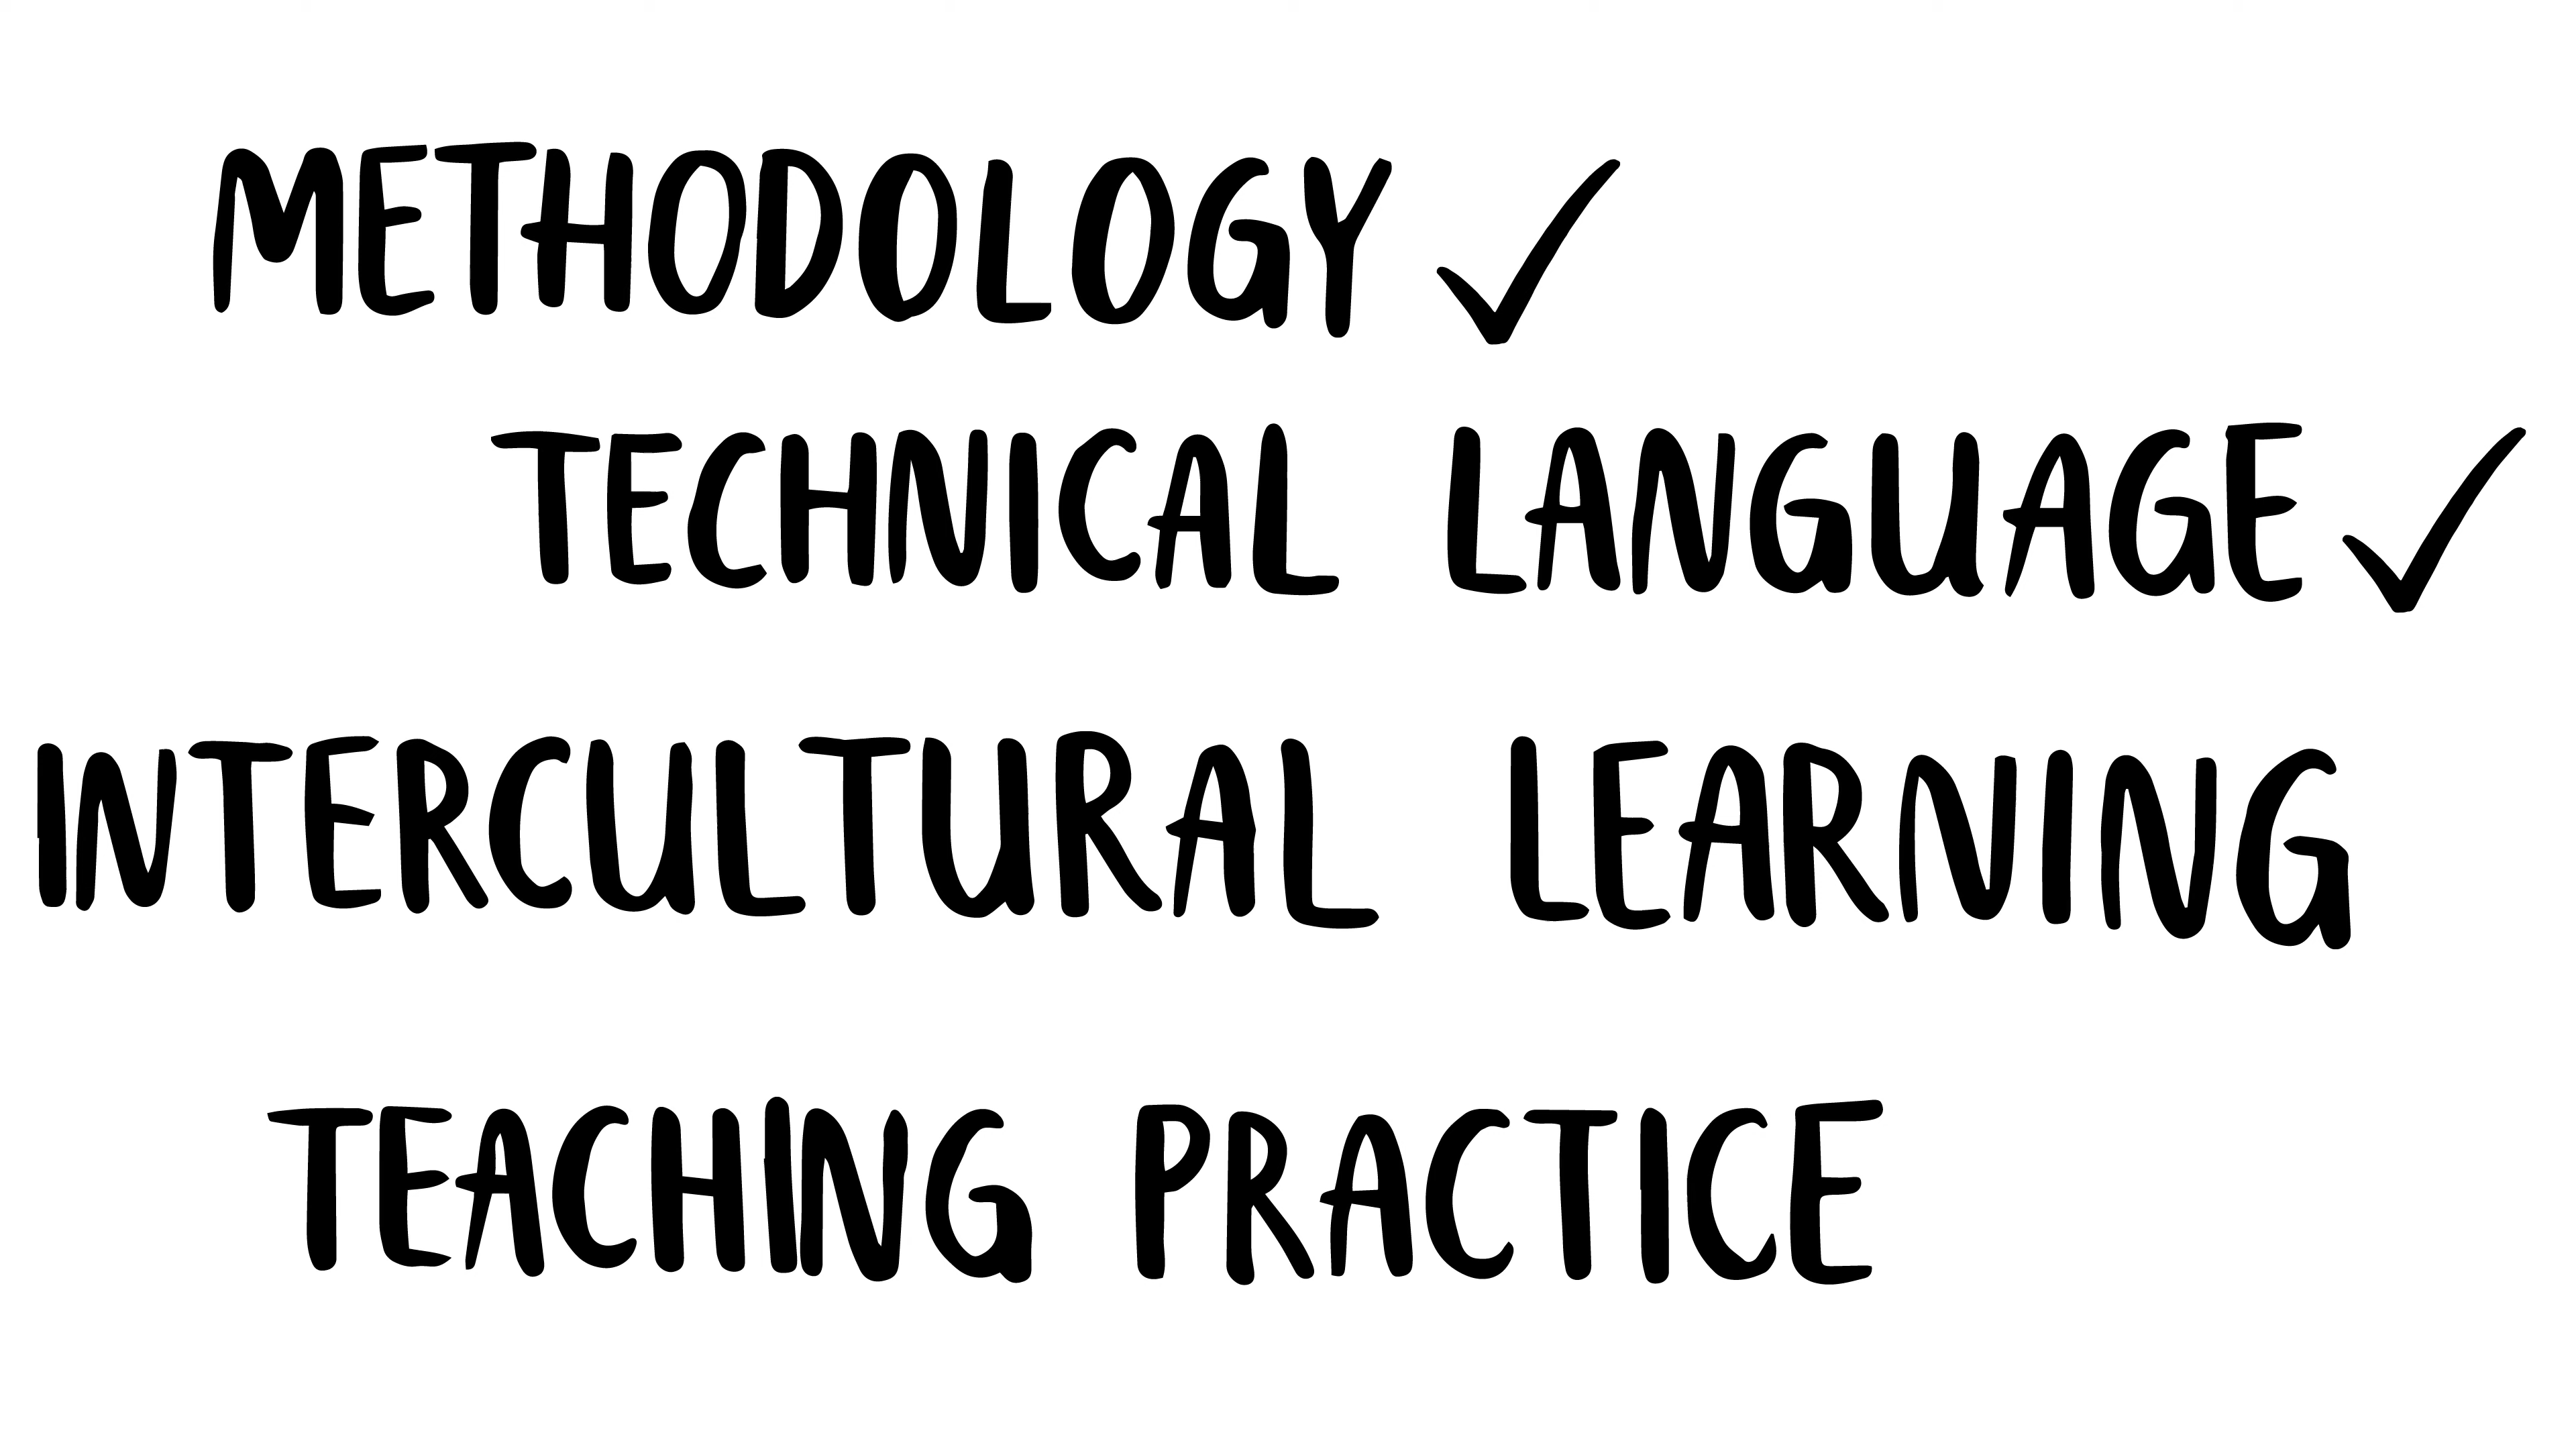 METHODOLOGY ✓
TECHNICAL LANGUAGE ✓
INTERCULTURAL LEARNING
TEACHING PRACTICE